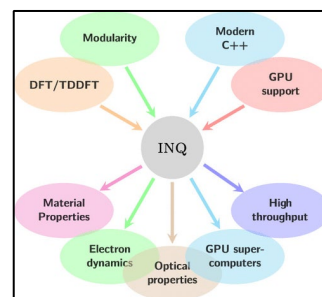 Modularity
Modern
C++
DFT/TDDFT
GPU
support
INQ
Material
Properties
High
throughput
Electron
dynamics
Optical
properties
GPU super-
computers